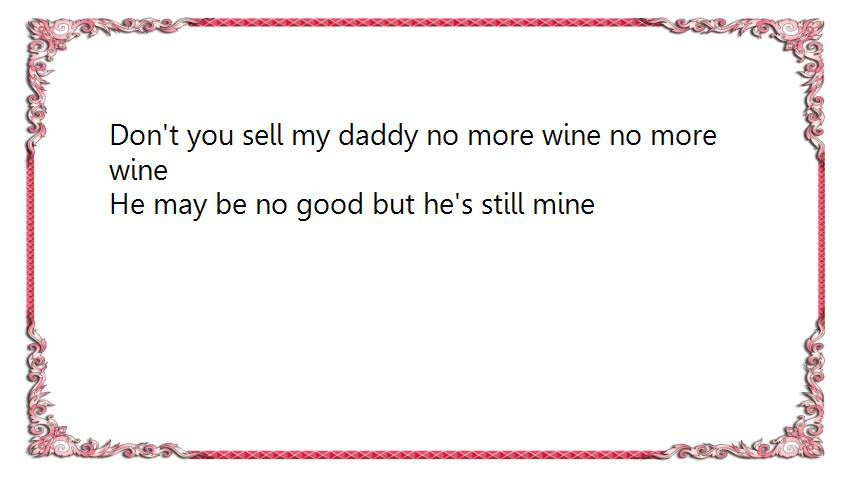 Don't you sell my daddy no more wine no more
wine
He may be no good but he's still mine